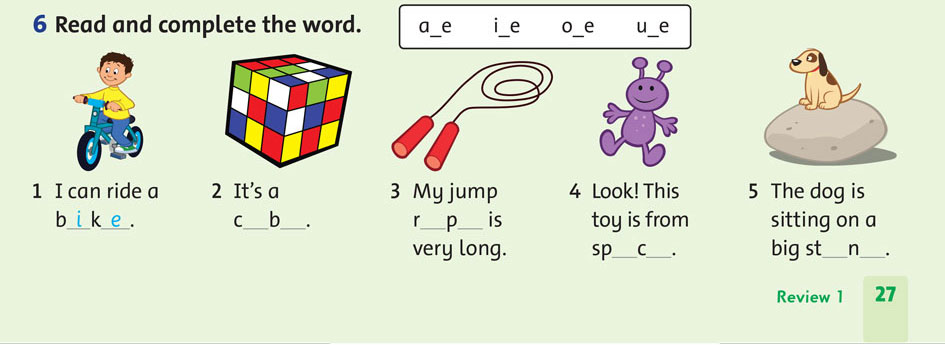 6 Read and complete the word.
a_e i_e o_e u_e
1 I can ride a
b_i_k_e_.
2 It's a
c__b__.
3 My jump
r__p__ is
very long.
4 Look! This
toy is from
sp__c__.
5 The dog is
sitting on a
big st__n__.
Review 1 27